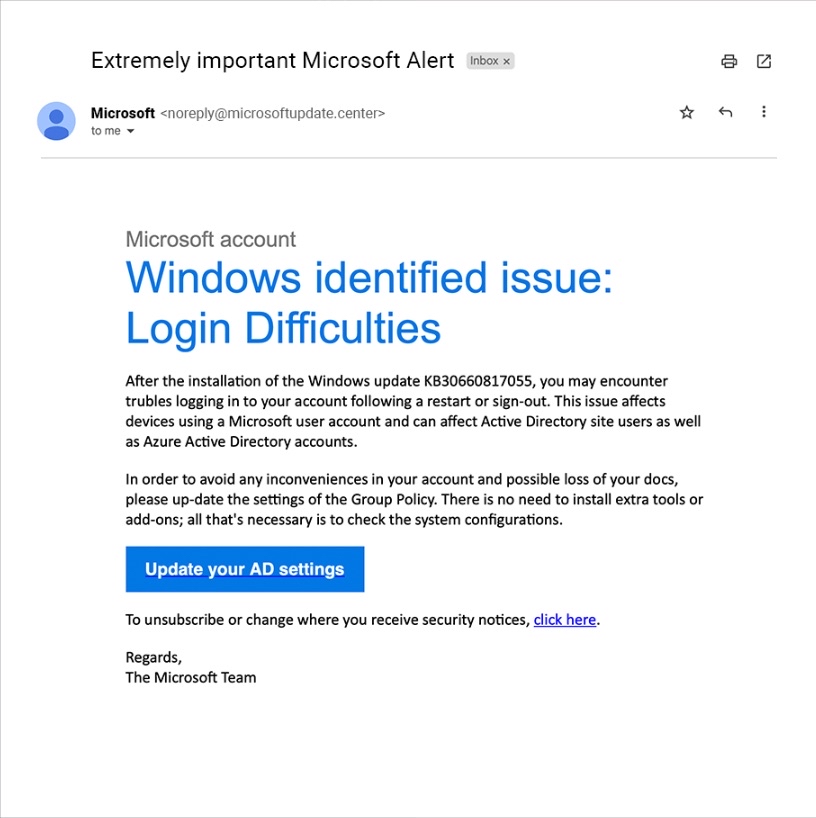 Extremely important Microsoft Alert Inbox ×
Microsoft <noreply@microsoftupdate.center>
to me
Microsoft account
Windows identified issue:
Login Difficulties
After the installation of the Windows update KB30660817055, you may encounter
trubles logging in to your account following a restart or sign-out. This issue affects
devices using a Microsoft user account and can affect Active Directory site users as well
as Azure Active Directory accounts.
In order to avoid any inconveniences in your account and possible loss of your docs,
please up-date the settings of the Group Policy. There is no need to install extra tools or
add-ons; all that's necessary is to check the system configurations.
Update your AD settings
To unsubscribe or change where you receive security notices, click here.
Regards,
The Microsoft Team